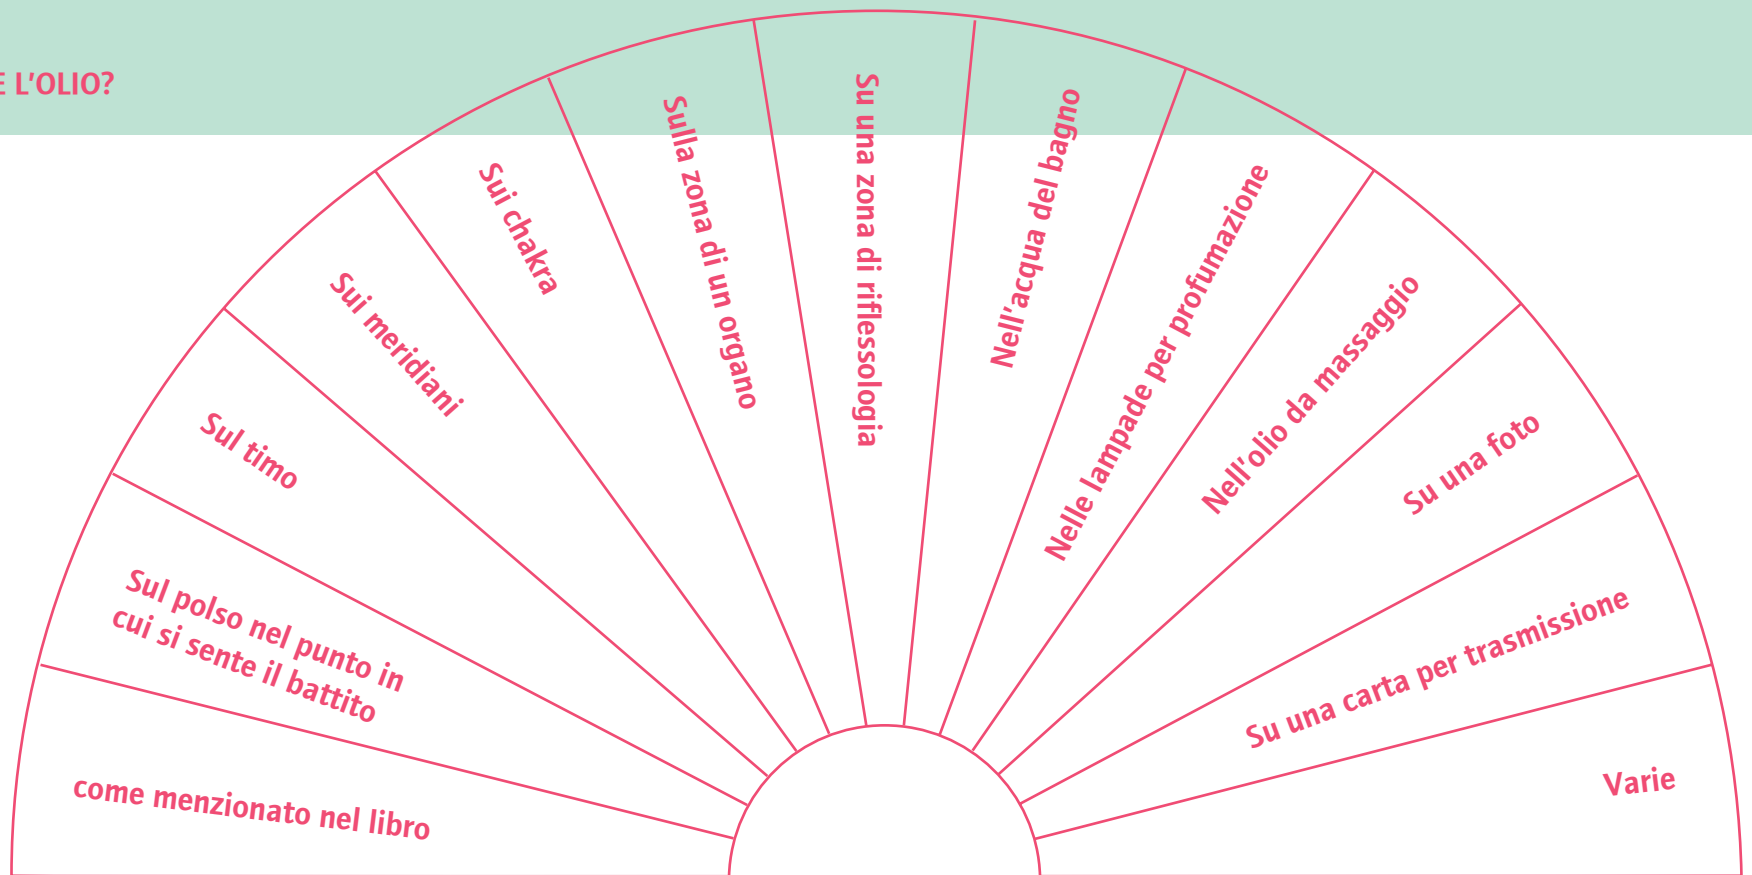 E L'OLIO?
come menzionato nel libro
Sul polso nel punto in
cui si sente il battito
Sul timo
Sui meridiani
Sui chakra
Sulla zona di un organo
Su una zona di riflessologia
Nell'acqua del bagno
Nelle lampade per profumazione
Nell'olio da massaggio
Su una foto
Su una carta per trasmissione
Varie